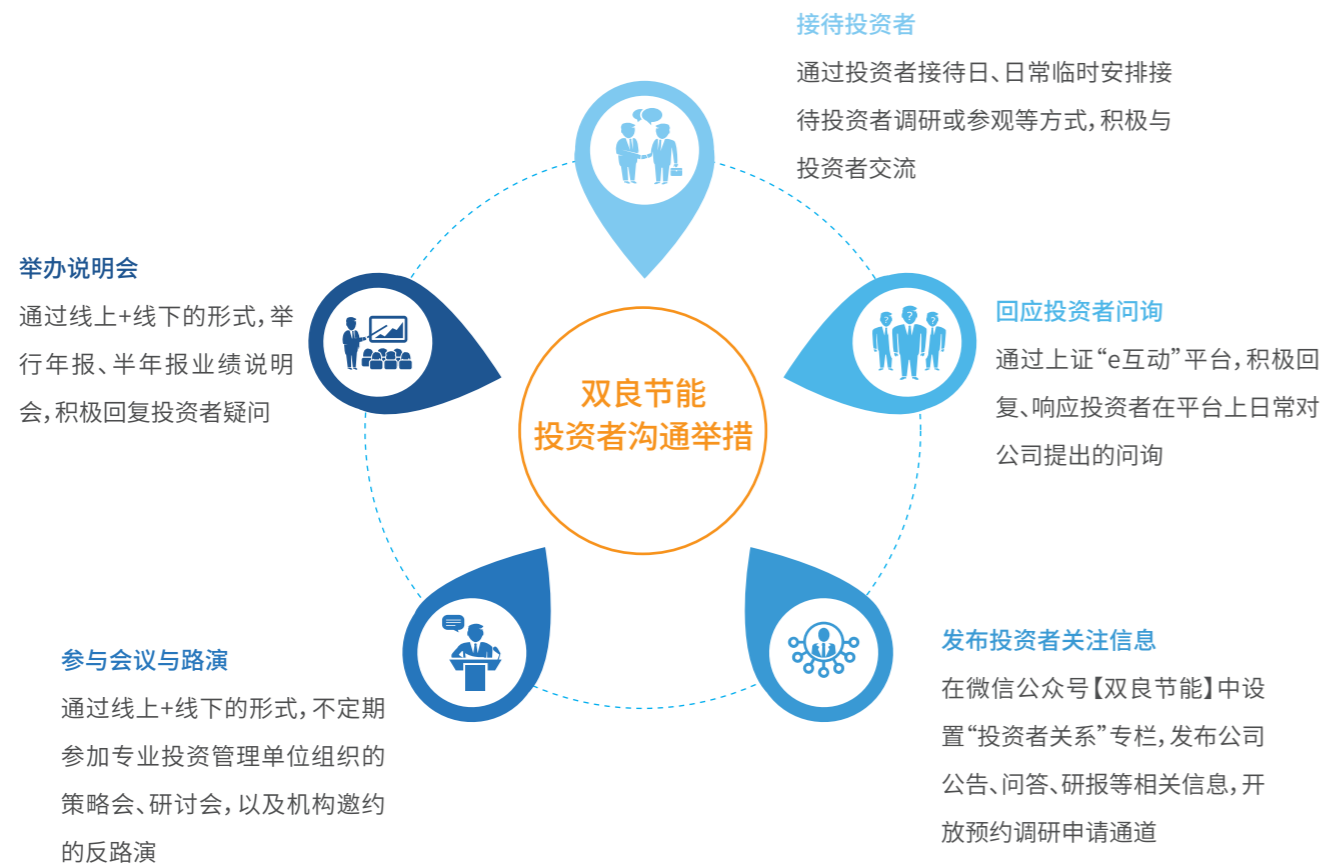 接待投资者
通过投资者接待日、日常临时安排接
待投资者调研或参观等方式，积极与
投资者交流
举办说明会
通过线上+线下的形式，举
行年报、半年报业绩说明
会，积极回复投资者疑问
回应投资者问询
通过上证“e互动”平台，积极回
复、响应投资者在平台上日常对
公司提出的问询
双良节能
投资者沟通举措
参与会议与路演
通过线上+线下的形式，不定期
参加专业投资管理单位组织的
策略会、研讨会，以及机构邀约
的反路演
发布投资者关注信息
在微信公众号【双良节能】中设
置“投资者关系”专栏，发布公司
公告、问答、研报等相关信息，开
放预约调研申请通道